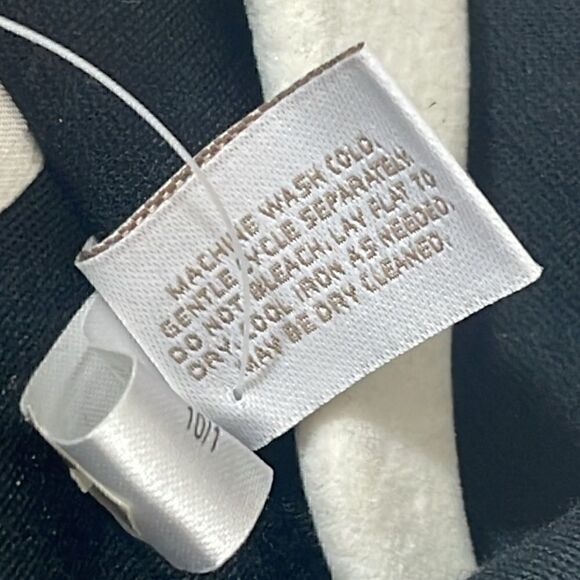 MACHINE WASH COLD,
GENTLE CYCLE SEPARATELY.
DO NOT BLEACH. LAY FLAT TO
DRY. COOL IRON AS NEEDED.
MAY BE DRY CLEANED.
10/1